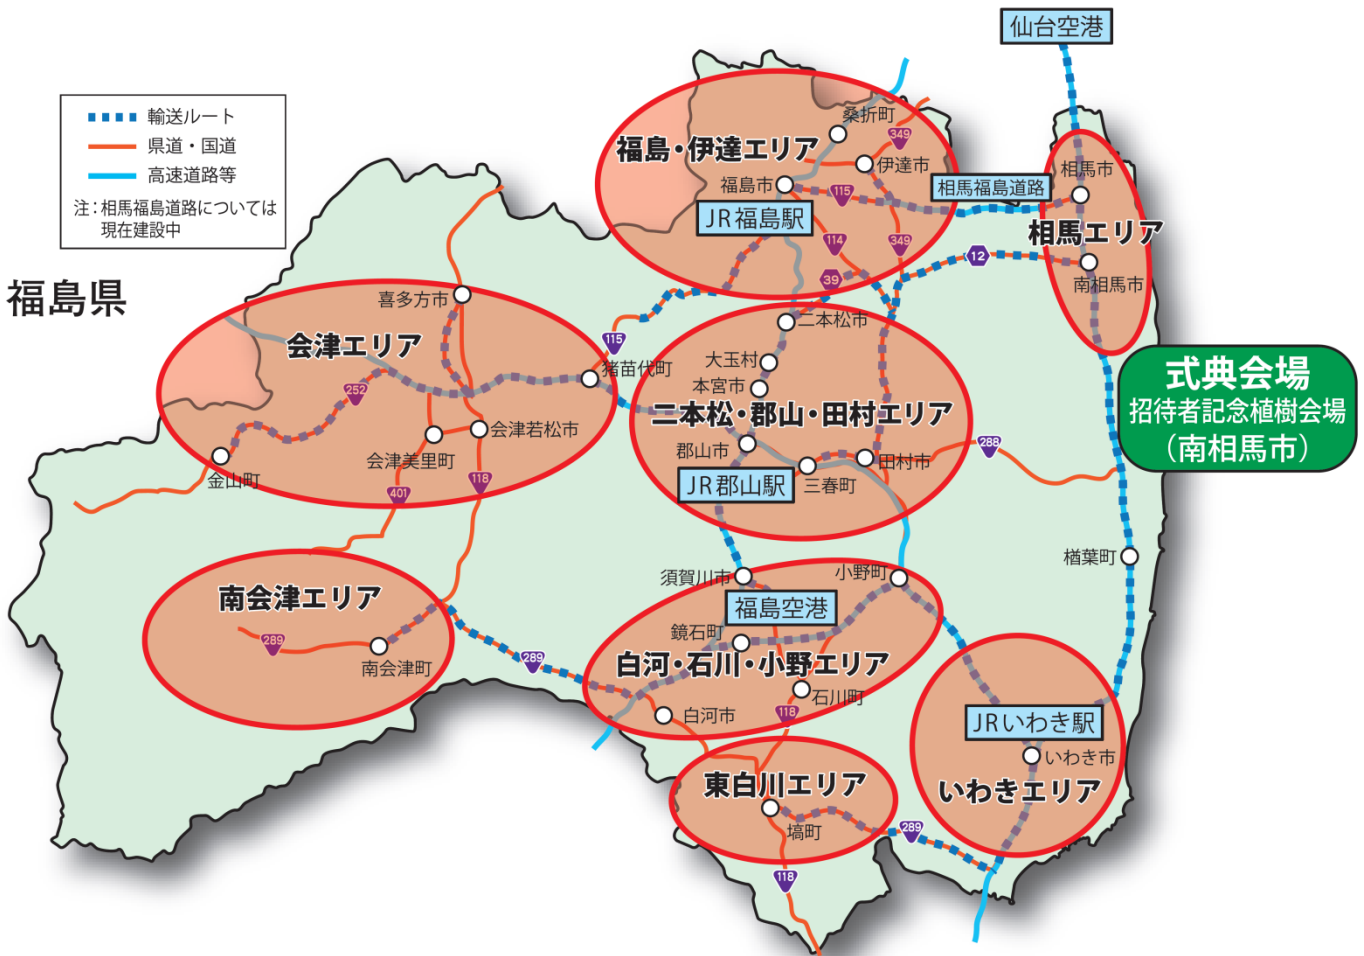 仙台空港
輸送ルート
県道・国道
高速道路等
注：相馬福島道路については
現在建設中
福島県
桑折町
349
福島・伊達エリア
伊達市
福島市
115
相馬福島道路
相馬市
JR福島駅
114
349
相馬エリア
39
12
南相馬市
喜多方市
二本松市
会津エリア
115
大玉村
猪苗代町
本宮市
252
二本松・郡山・田村エリア
式典会場
招待者記念植樹会場
（南相馬市）
会津若松市
郡山市
288
会津美里町
田村市
金山町
JR郡山駅
三春町
401
118
楢葉町
須賀川市
小野町
南会津エリア
福島空港
鏡石町
289
南会津町
289
白河・石川・小野エリア
石川町
白河市
118
JRいわき駅
いわき市
東白川エリア
いわきエリア
塙町
289
118